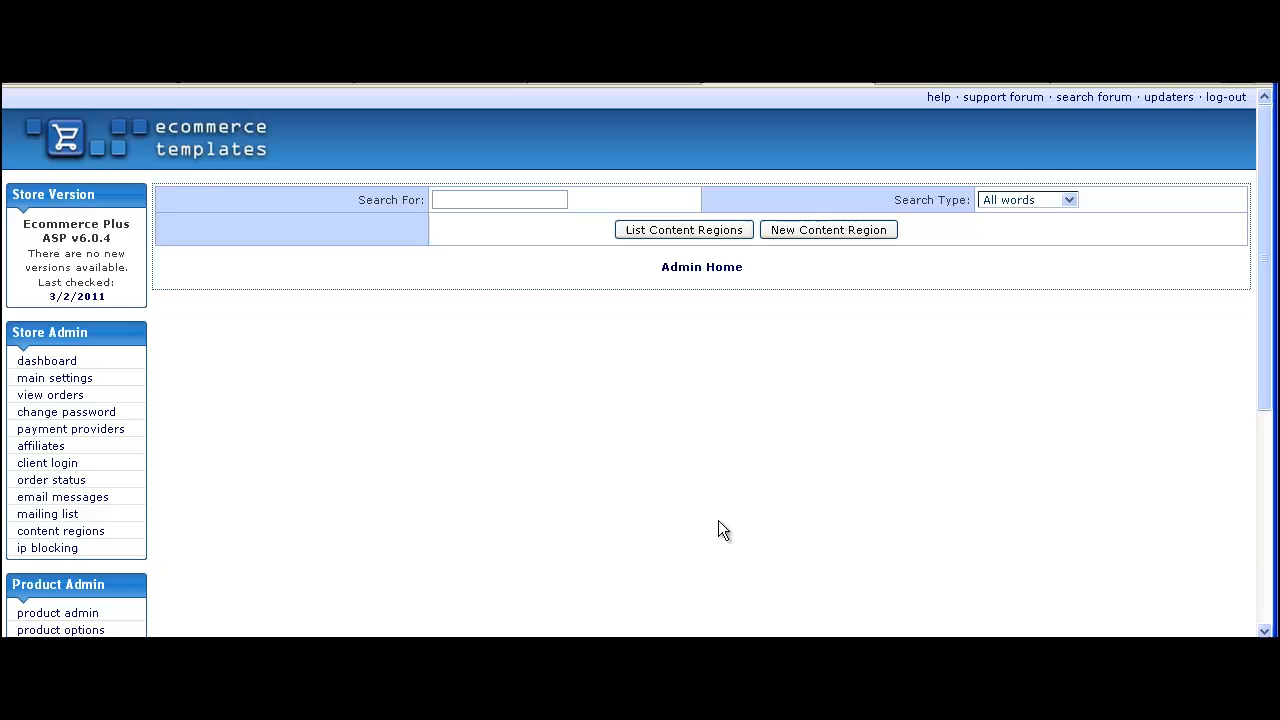 help · support forum · search forum · updaters · log-out
ecommerce
templates
Store Version
Ecommerce Plus
ASP v6.0.4
There are no new
versions available.
Last checked:
3/2/2011
Search For:
Search Type:
All words
List Content Regions
New Content Region
Admin Home
Store Admin
dashboard
main settings
view orders
change password
payment providers
affiliates
client login
order status
email messages
mailing list
content regions
ip blocking
Product Admin
product admin
product options